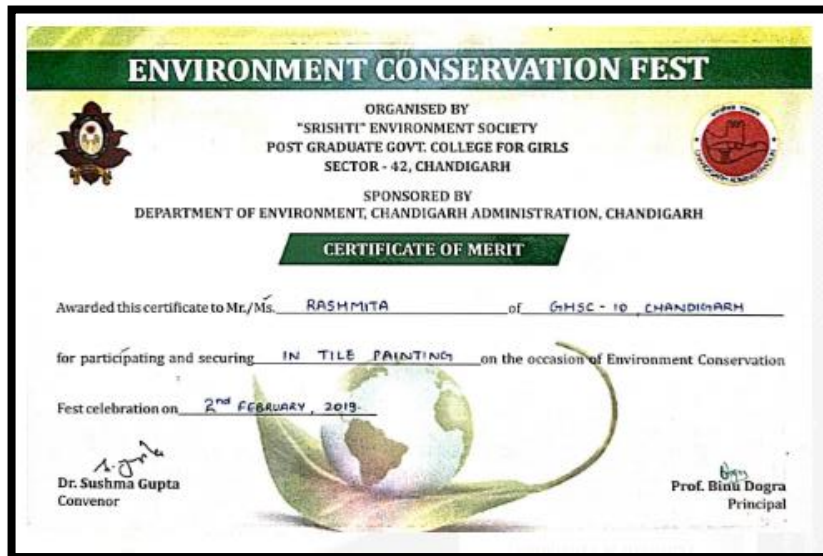 ENVIRONMENT CONSERVATION FEST
ORGANISED BY
"SRISHTI" ENVIRONMENT SOCIETY
POST GRADUATE GOVT. COLLEGE FOR GIRLS
SECTOR - 42, CHANDIGARH
SPONSORED BY
DEPARTMENT OF ENVIRONMENT, CHANDIGARH ADMINISTRATION, CHANDIGARH
CHANDIGARH ADMINISTRATION
CERTIFICATE OF MERIT
Awarded this certificate to Mr./Ms. RASHMITA of GHSC - 10 CHANDIGARH
for participating and securing IN TILE PAINTING on the occasion of Environment Conservation
Fest celebration on 2nd FEBRUARY, 2019.
Dr. Sushma Gupta
Convenor
Prof. Binu Dogra
Principal